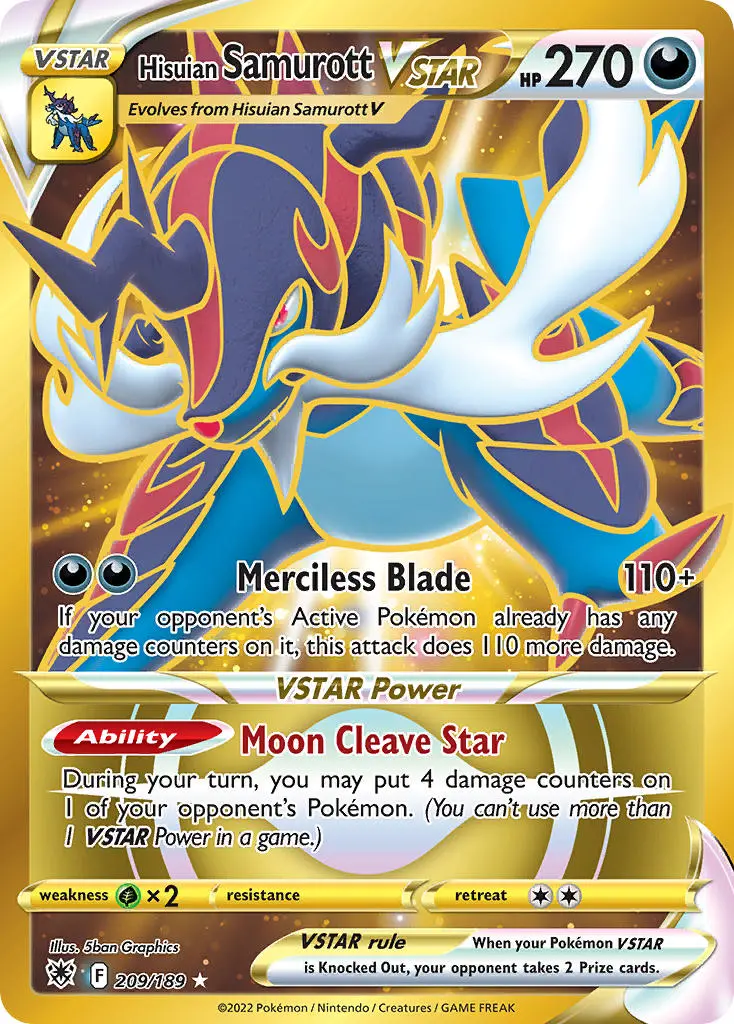 VSTAR
Hisuian Samurott VSTAR
HP 270
Evolves from Hisuian Samurott V
Merciless Blade 110+
If your opponent's Active Pokémon already has any
damage counters on it, this attack does 110 more damage.
VSTAR Power
Ability Moon Cleave Star
During your turn, you may put 4 damage counters on
1 of your opponent's Pokémon. (You can't use more than
1 VSTAR Power in a game.)
weakness ×2 resistance retreat
Illus. 5ban Graphics
F 209/189
VSTAR rule When your Pokémon VSTAR
is Knocked Out, your opponent takes 2 Prize cards.
©2022 Pokémon / Nintendo / Creatures / GAME FREAK